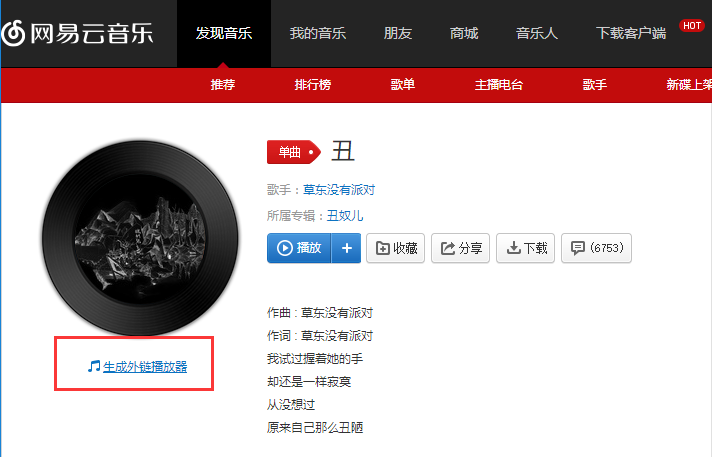 网易云音乐 发现音乐 我的音乐 朋友 商城 音乐人 下载客户端 HOT
推荐 排行榜 歌单 主播电台 歌手 新碟上架
单曲 丑
歌手：草东没有派对
所属专辑：丑奴儿
播放 + 收藏 分享 下载 (6753)
作曲 : 草东没有派对
作词 : 草东没有派对
我试过握着她的手
却还是一样寂寞
从没想过
原来自己那么丑陋
生成外链播放器